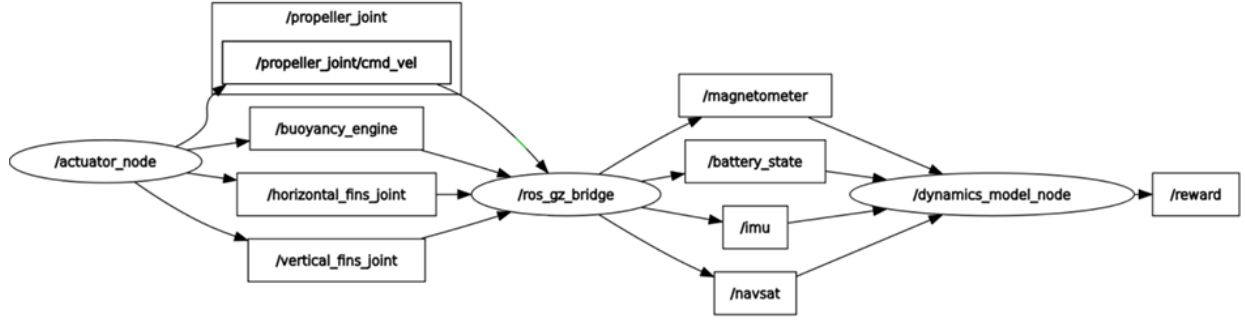 /propeller_joint
/propeller_joint/cmd_vel
/actuator_node
/buoyancy_engine
/horizontal_fins_joint
/vertical_fins_joint
/ros_gz_bridge
/magnetometer
/battery_state
/imu
/navsat
/dynamics_model_node
/reward